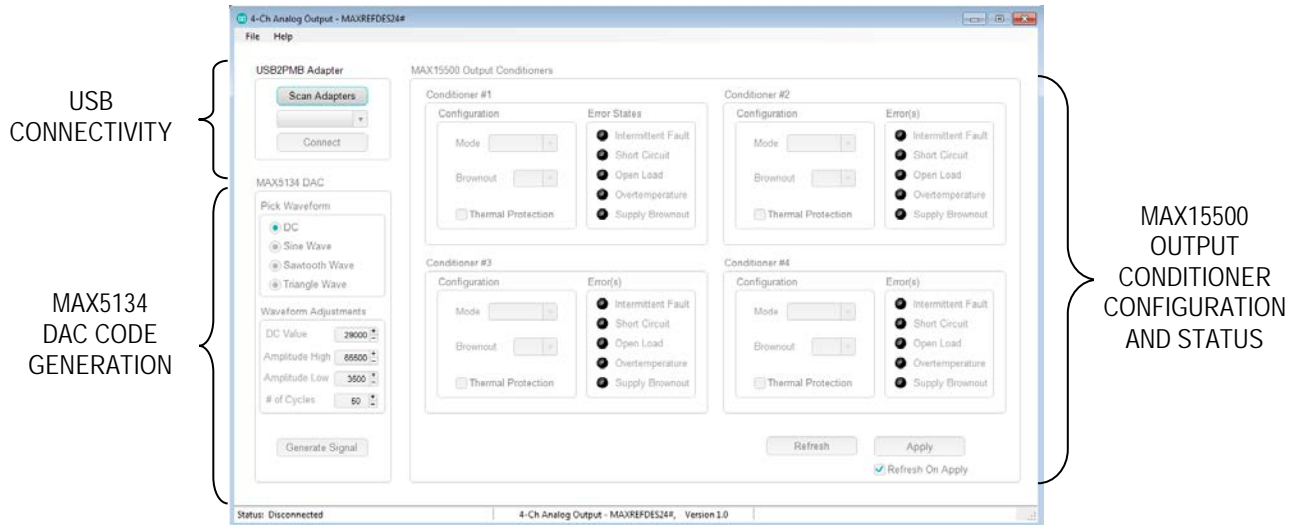 4-Ch Analog Output - MAXREFDES24#
File Help
USB
CONNECTIVITY
USB2PMB Adapter
Scan Adapters
Connect
MAX5134
DAC CODE
GENERATION
MAX5134 DAC
Pick Waveform
DC
Sine Wave
Sawtooth Wave
Triangle Wave
Waveform Adjustments
DC Value 29000
Amplitude High 65500
Amplitude Low 3500
# of Cycles 50
Generate Signal
MAX15500 Output Conditioners
Conditioner #1
Configuration
Mode
Brownout
Thermal Protection
Error States
Intermittent Fault
Short Circuit
Open Load
Overtemperature
Supply Brownout
Conditioner #2
Configuration
Mode
Brownout
Thermal Protection
Error(s)
Intermittent Fault
Short Circuit
Open Load
Overtemperature
Supply Brownout
Conditioner #3
Configuration
Mode
Brownout
Thermal Protection
Error(s)
Intermittent Fault
Short Circuit
Open Load
Overtemperature
Supply Brownout
Conditioner #4
Configuration
Mode
Brownout
Thermal Protection
Error(s)
Intermittent Fault
Short Circuit
Open Load
Overtemperature
Supply Brownout
Refresh
Apply
Refresh On Apply
MAX15500
OUTPUT
CONDITIONER
CONFIGURATION
AND STATUS
Status: Disconnected
4-Ch Analog Output - MAXREFDES24#, Version 1.0